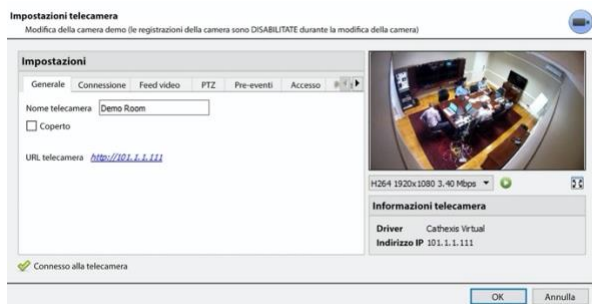 Impostazioni telecamera
Modifica della camera demo (le registrazioni della camera sono DISABILITATE durante la modifica della camera)
Impostazioni
Generale Connessione Feed video PTZ Pre-eventi Accesso
Nome telecamera Demo Room
Coperto
URL telecamera http://101.1.1.111
H264 1920x1080 3.40 Mbps
Informazioni telecamera
Driver Cathexis Virtual
Indirizzo IP 101.1.1.111
Connesso alla telecamera
OK Annulla